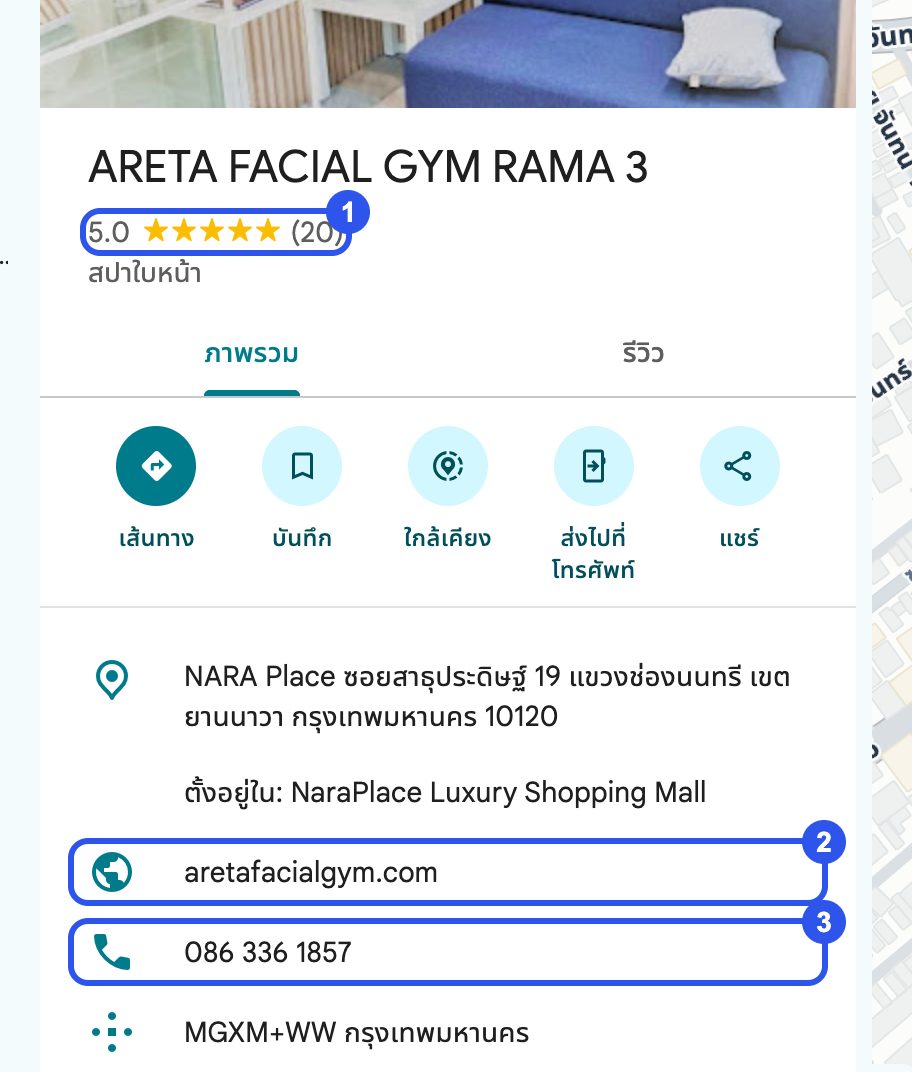 ARETA FACIAL GYM RAMA 3
1
5.0 ★★★★★ (20)
สปาใบหน้า
ภาพรวม
รีวิว
เส้นทาง
บันทึก
ใกล้เคียง
ส่งไปที่
โทรศัพท์
แชร์
NARA Place ซอยสาธุประดิษฐ์ 19 แขวงช่องนนทรี เขต
ยานนาวา กรุงเทพมหานคร 10120
ตั้งอยู่ใน: NaraPlace Luxury Shopping Mall
2
aretafacialgym.com
3
086 336 1857
MGXM+WW กรุงเทพมหานคร